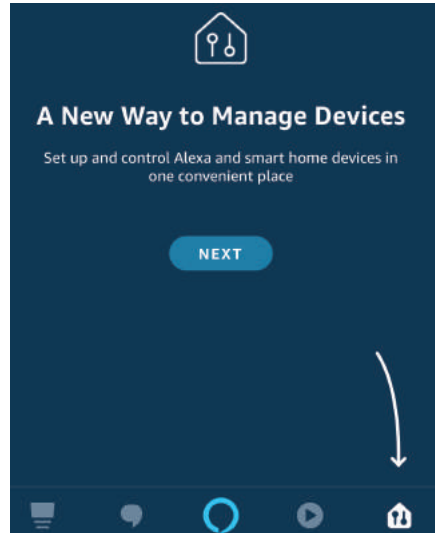 A New Way to Manage Devices
Set up and control Alexa and smart home devices in
one convenient place
NEXT